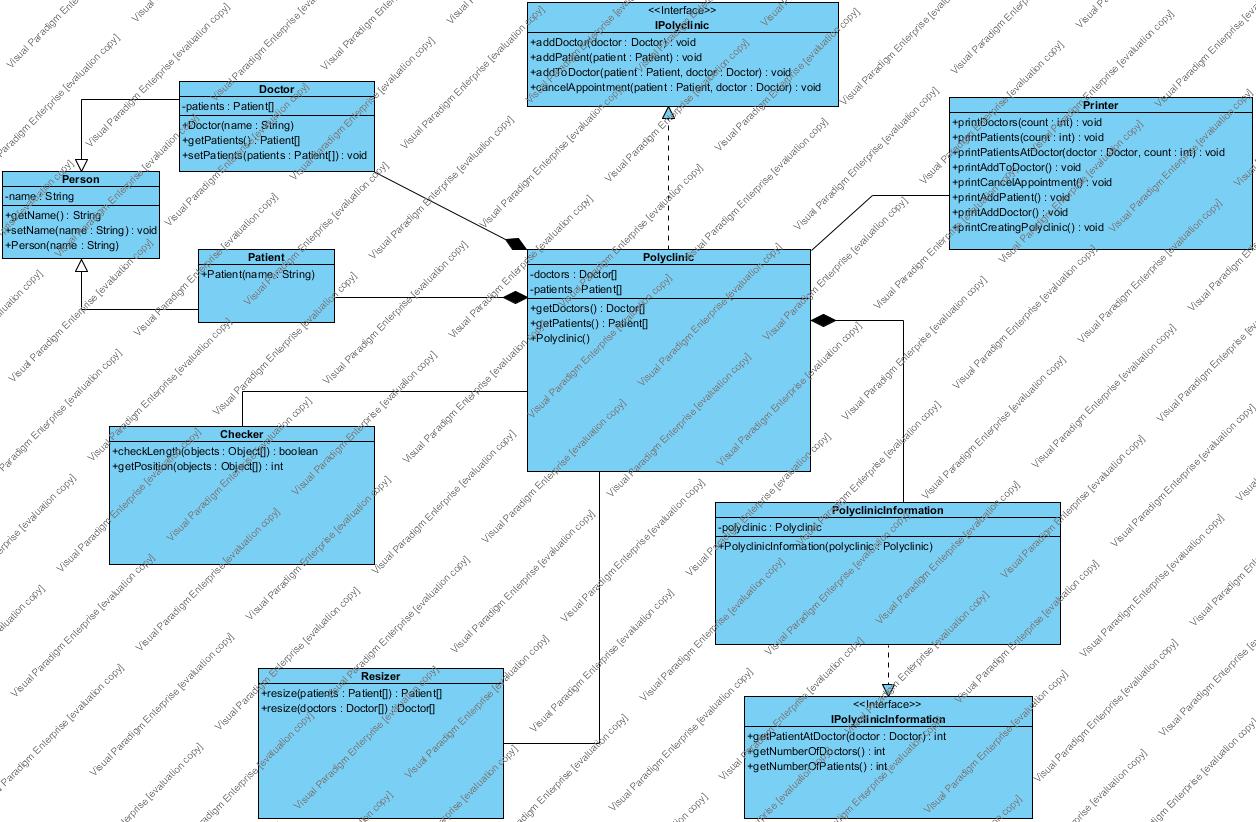 <<Interface>>
IPolyclinic
+addDoctor(doctor : Doctor) : void
+addPatient(patient : Patient) : void
+addToDoctor(patient : Patient, doctor : Doctor) : void
+cancelAppointment(patient : Patient, doctor : Doctor) : void
Doctor
-patients : Patient[]
+Doctor(name : String)
+getPatients() : Patient[]
+setPatients(patients : Patient[]) : void
Printer
+printDoctors(count : int) : void
+printPatients(count : int) : void
+printPatientsAtDoctor(doctor : Doctor, count : int) : void
+printAddToDoctor() : void
+printCancelAppointment() : void
+printAddPatient() : void
+printAddDoctor() : void
+printCreatingPolyclinic() : void
Person
-name : String
+getName() : String
+setName(name : String) : void
+Person(name : String)
Patient
+Patient(name : String)
Polyclinic
-doctors : Doctor[]
-patients : Patient[]
+getDoctors() : Doctor[]
+getPatients() : Patient[]
+Polyclinic()
Checker
+checkLength(objects : Object[]) : boolean
+getPosition(objects : Object[]) : int
PolyclinicInformation
-polyclinic : Polyclinic
+PolyclinicInformation(polyclinic : Polyclinic)
Resizer
+resize(patients : Patient[]) : Patient[]
+resize(doctors : Doctor[]) : Doctor[]
<<Interface>>
IPolyclinicInformation
+getPatientAtDoctor(doctor : Doctor) : int
+getNumberOfDoctors() : int
+getNumberOfPatients() : int
Visual Paradigm Enterprise [evaluation copy]